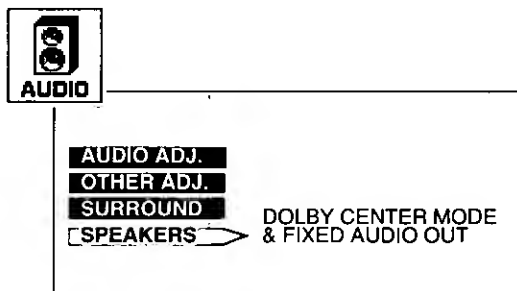 AUDIO
AUDIO ADJ.
OTHER ADJ.
SURROUND
SPEAKERS
DOLBY CENTER MODE
& FIXED AUDIO OUT